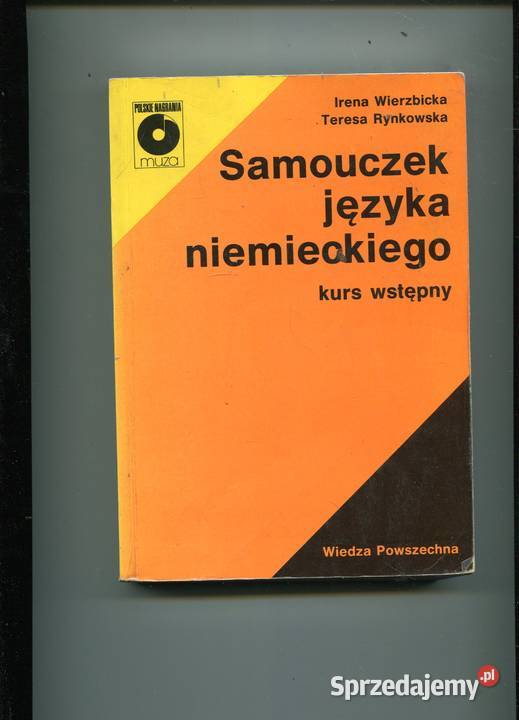 POLSKIE NAGRANIA
muza
Irena Wierzbicka
Teresa Rynkowska
Samouczek
języka
niemieckiego
kurs wstępny
Wiedza Powszechna
Sprzedajemy.pl